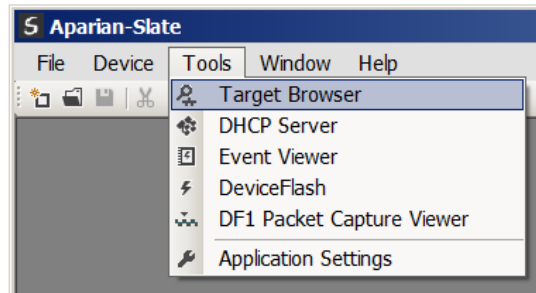 Aparian-Slate
File Device Tools Window Help
Target Browser
DHCP Server
Event Viewer
DeviceFlash
DF1 Packet Capture Viewer
Application Settings